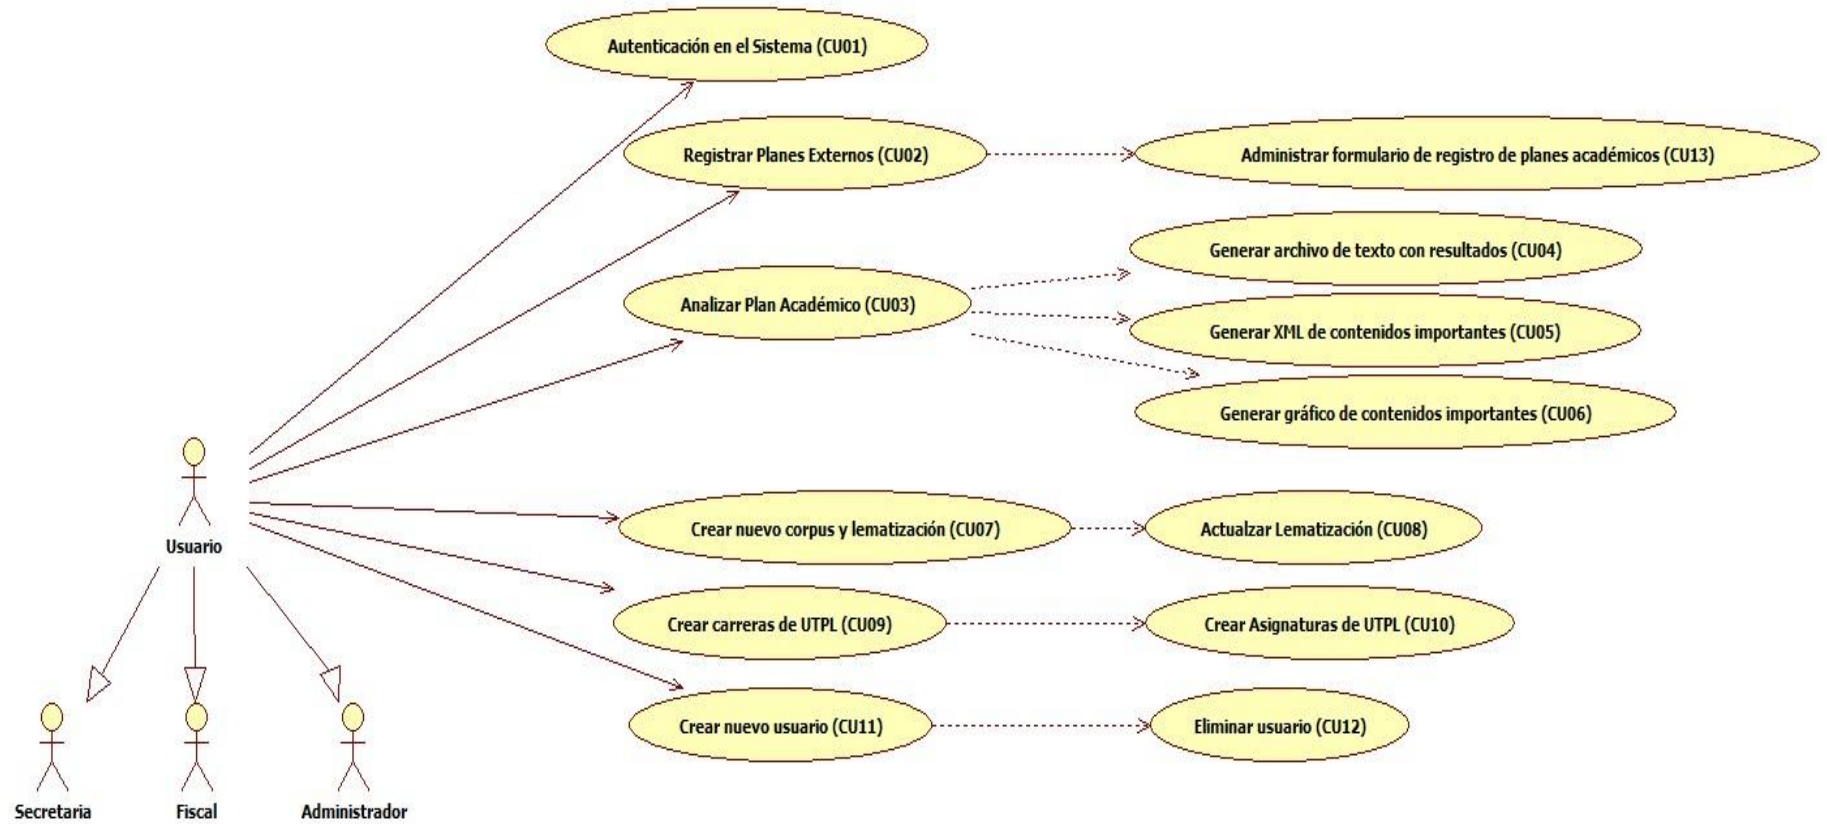 Autenticación en el Sistema (CU01)
Registrar Planes Externos (CU02)
Administrar formulario de registro de planes académicos (CU13)
Generar archivo de texto con resultados (CU04)
Analizar Plan Académico (CU03)
Generar XML de contenidos importantes (CU05)
Generar gráfico de contenidos importantes (CU06)
Usuario
Crear nuevo corpus y lematización (CU07)
Actualzar Lematización (CU08)
Crear carreras de UTPL (CU09)
Crear Asignaturas de UTPL (CU10)
Crear nuevo usuario (CU11)
Eliminar usuario (CU12)
Secretaria
Fiscal
Administrador